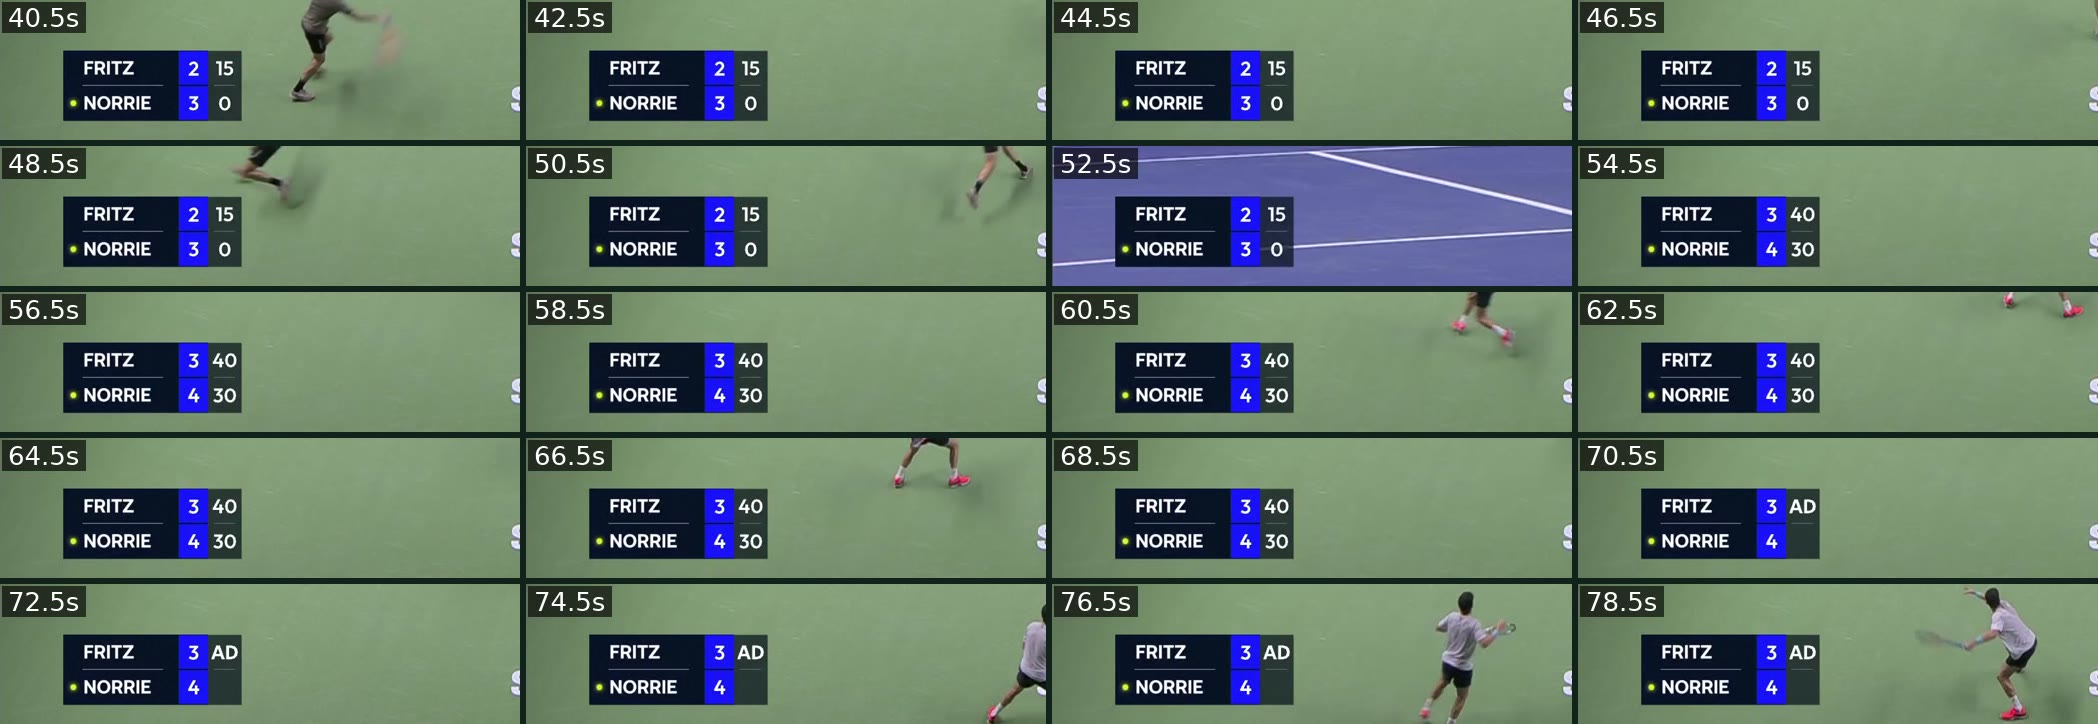 40.5s
FRITZ 2 15
NORRIE 3 0
42.5s
FRITZ 2 15
NORRIE 3 0
44.5s
FRITZ 2 15
NORRIE 3 0
46.5s
FRITZ 2 15
NORRIE 3 0
48.5s
FRITZ 2 15
NORRIE 3 0
50.5s
FRITZ 2 15
NORRIE 3 0
52.5s
FRITZ 2 15
NORRIE 3 0
54.5s
FRITZ 3 40
NORRIE 4 30
56.5s
FRITZ 3 40
NORRIE 4 30
58.5s
FRITZ 3 40
NORRIE 4 30
60.5s
FRITZ 3 40
NORRIE 4 30
62.5s
FRITZ 3 40
NORRIE 4 30
64.5s
FRITZ 3 40
NORRIE 4 30
66.5s
FRITZ 3 40
NORRIE 4 30
68.5s
FRITZ 3 40
NORRIE 4 30
70.5s
FRITZ 3 AD
NORRIE 4
72.5s
FRITZ 3 AD
NORRIE 4
74.5s
FRITZ 3 AD
NORRIE 4
76.5s
FRITZ 3 AD
NORRIE 4
78.5s
FRITZ 3 AD
NORRIE 4